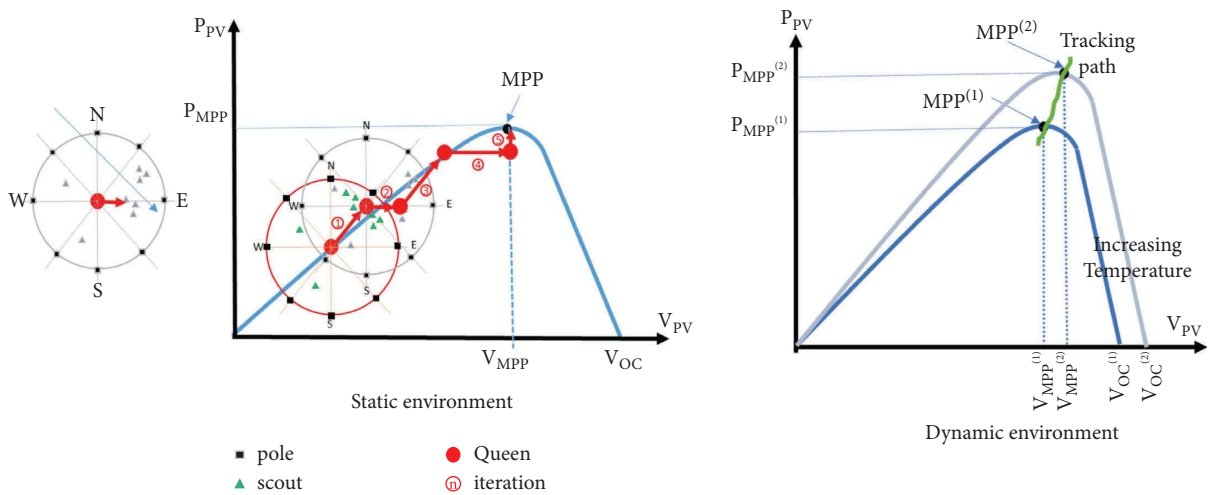 N
W
E
S
P_PV
P_MPP
MPP
N
N
W
W
E
E
S
S
①
②
③
④
⑤
V_PV
V_MPP
V_OC
Static environment
pole
Queen
scout
n iteration
P_PV
MPP^(2)
Tracking
path
P_MPP^(2)
MPP^(1)
P_MPP^(1)
Increasing
Temperature
V_PV
V_MPP^(1)
V_MPP^(2)
V_OC^(1)
V_OC^(2)
Dynamic environment